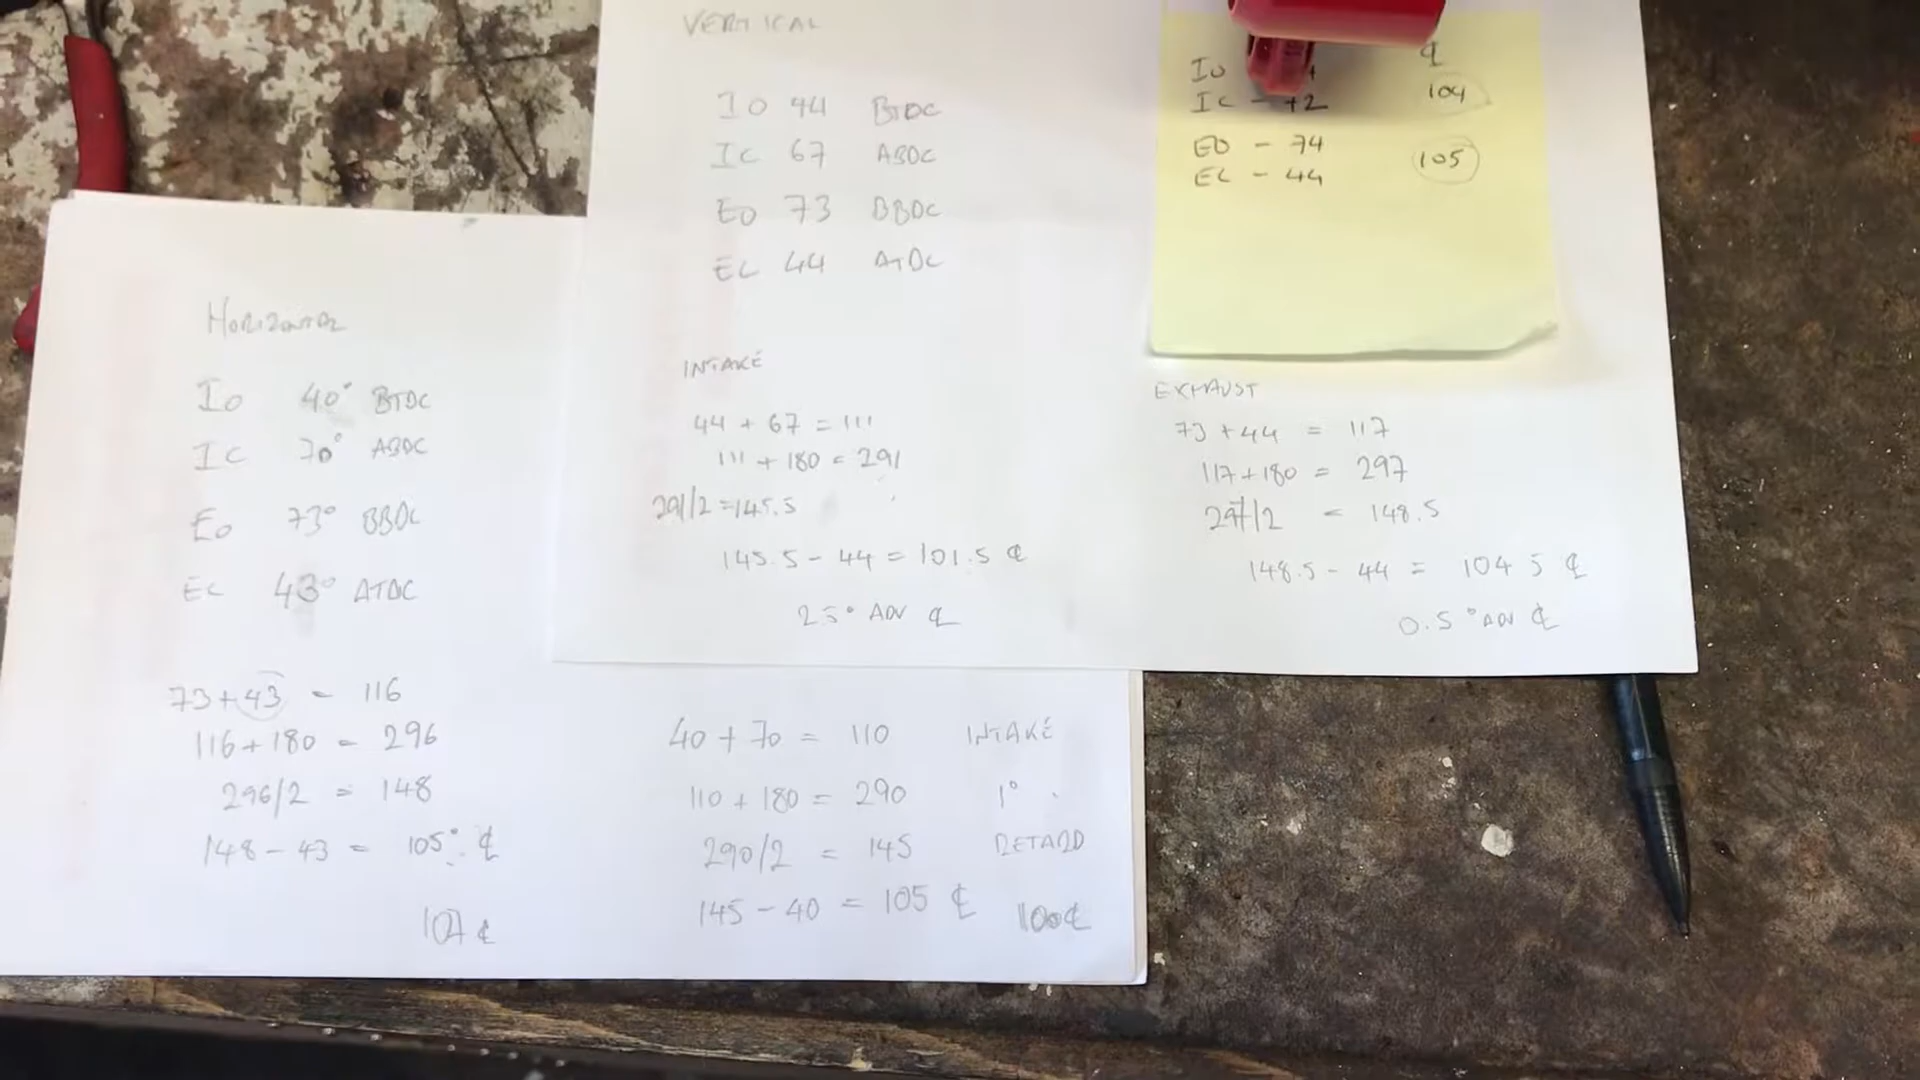 VERTICAL
IO 44 BTDC
IC 67 ABDC
EO 73 BBDC
EC 44 ATDC
INTAKE
44 + 67 = 111
111 + 180 = 291
291/2 = 145.5
145.5 - 44 = 101.5 ℄
2.5° ADV ℄
IO
℄
IC - 72
104
EO - 74
105
EC - 44
EXHAUST
73 + 44 = 117
117 + 180 = 297
297/2 = 148.5
148.5 - 44 = 104 5 ℄
0.5° ADV ℄
HORIZONTAL
IO 40° BTDC
IC 70° ABDC
EO 73° BBDC
EC 43° ATDC
73 + 43 = 116
116 + 180 = 296
296/2 = 148
148 - 43 = 105° ℄
40 + 70 = 110 INTAKE
110 + 180 = 290 1°
290/2 = 145 RETARD
145 - 40 = 105 ℄